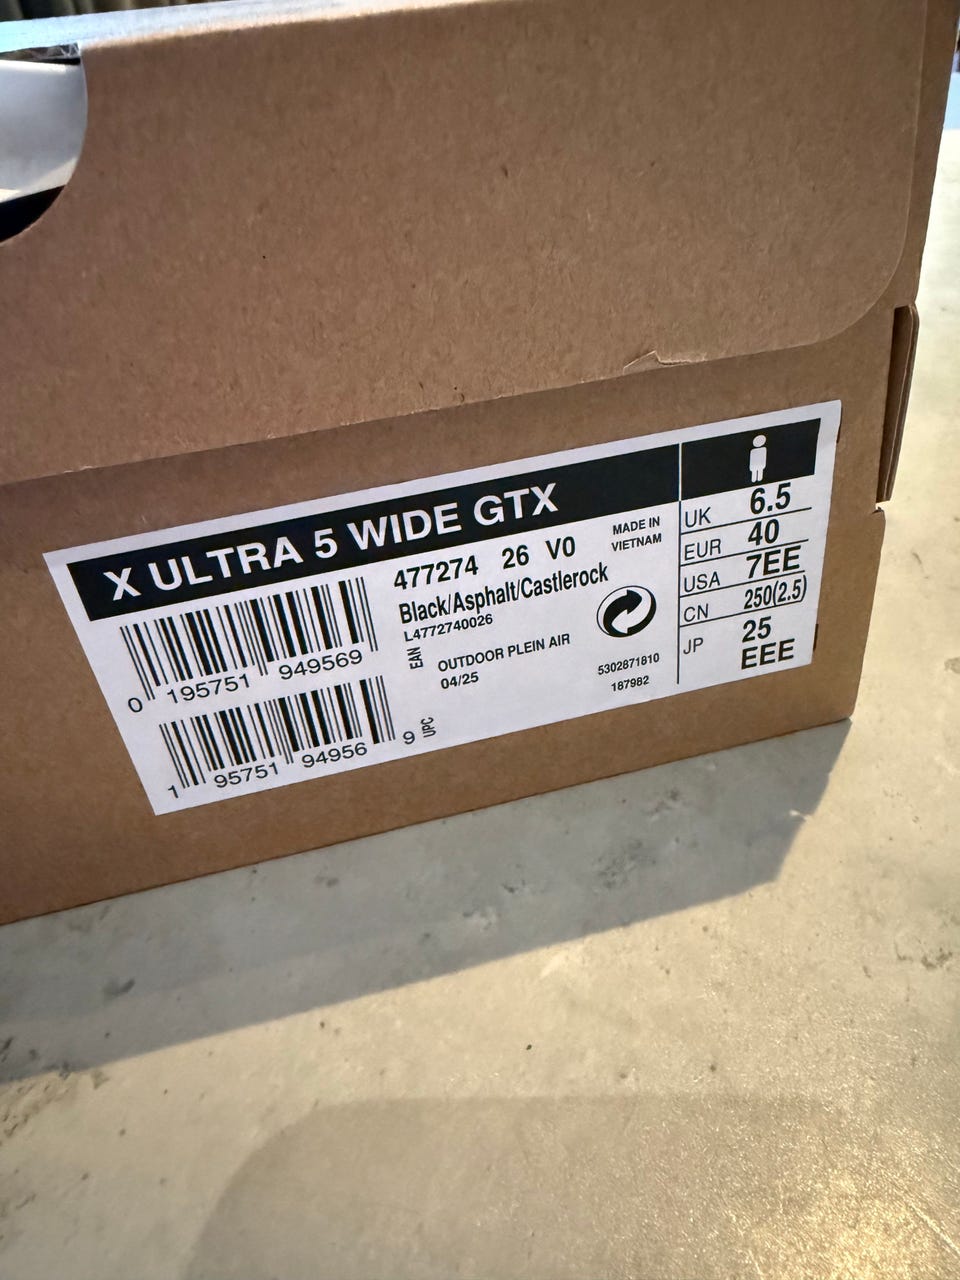 X ULTRA 5 WIDE GTX
477274 26 V0
Black/Asphalt/Castlerock
L4772740026
MADE IN
VIETNAM
0 195751 949569
EAN
OUTDOOR PLEIN AIR
04/25
5302871810
187982
1 95751 94956 9
UPC
UK 6.5
EUR 40
USA 7EE
CN 250(2.5)
JP 25
EEE